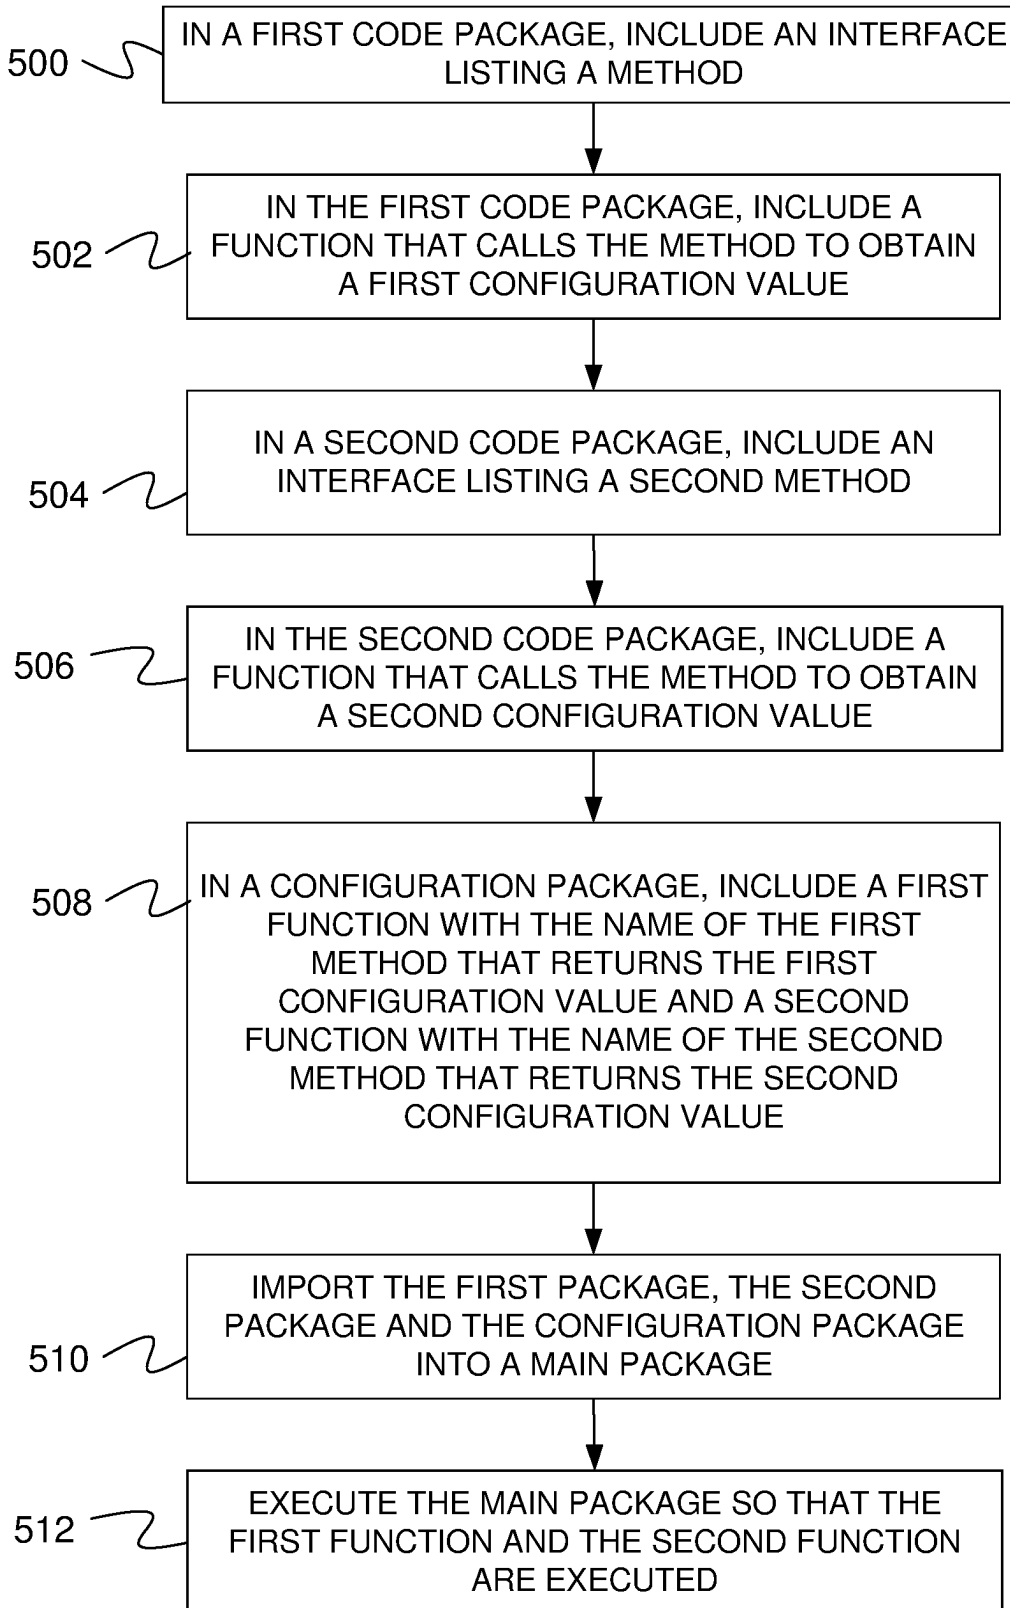 500
IN A FIRST CODE PACKAGE, INCLUDE AN INTERFACE
LISTING A METHOD
502
IN THE FIRST CODE PACKAGE, INCLUDE A
FUNCTION THAT CALLS THE METHOD TO OBTAIN
A FIRST CONFIGURATION VALUE
504
IN A SECOND CODE PACKAGE, INCLUDE AN
INTERFACE LISTING A SECOND METHOD
506
IN THE SECOND CODE PACKAGE, INCLUDE A
FUNCTION THAT CALLS THE METHOD TO OBTAIN
A SECOND CONFIGURATION VALUE
508
IN A CONFIGURATION PACKAGE, INCLUDE A FIRST
FUNCTION WITH THE NAME OF THE FIRST
METHOD THAT RETURNS THE FIRST
CONFIGURATION VALUE AND A SECOND
FUNCTION WITH THE NAME OF THE SECOND
METHOD THAT RETURNS THE SECOND
CONFIGURATION VALUE
510
IMPORT THE FIRST PACKAGE, THE SECOND
PACKAGE AND THE CONFIGURATION PACKAGE
INTO A MAIN PACKAGE
512
EXECUTE THE MAIN PACKAGE SO THAT THE
FIRST FUNCTION AND THE SECOND FUNCTION
ARE EXECUTED